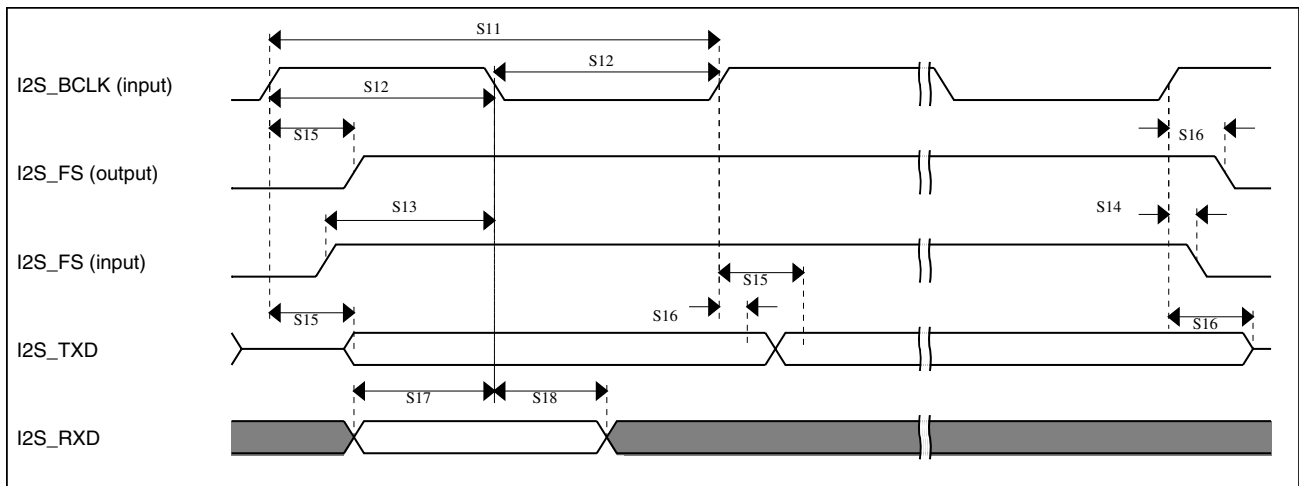 S11
S12
I2S_BCLK (input)
S12
S15
S16
I2S_FS (output)
S13
S14
I2S_FS (input)
S15
S15
S16
S16
I2S_TXD
S17
S18
I2S_RXD